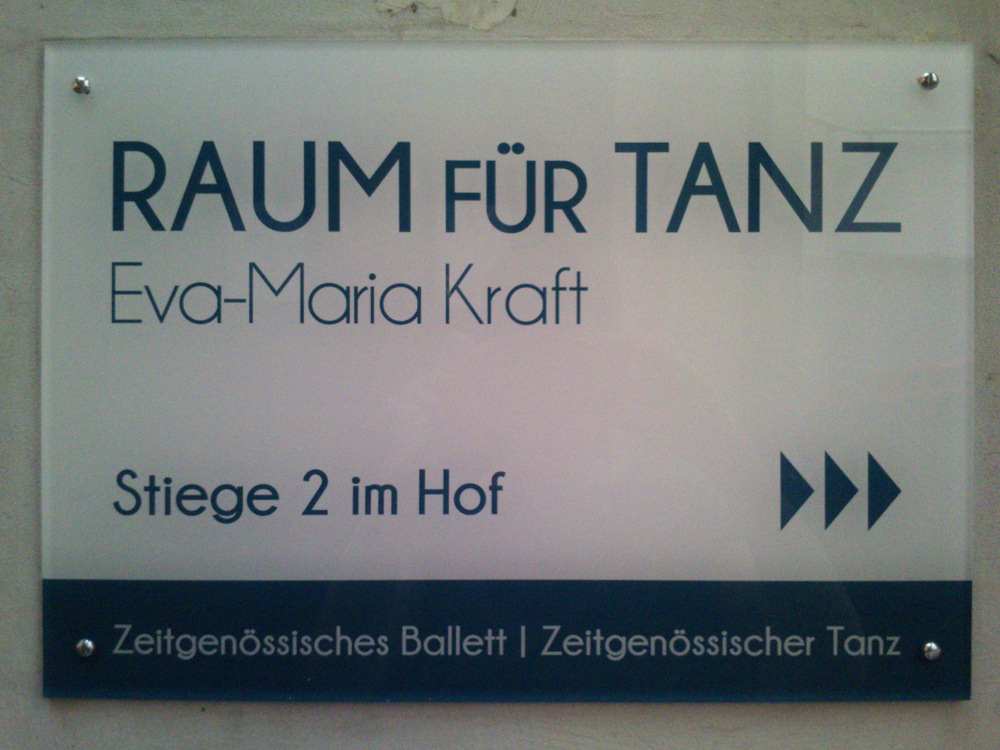 RAUM FÜR TANZ
Eva-Maria Kraft
Stiege 2 im Hof
Zeitgenössisches Ballett | Zeitgenössischer Tanz